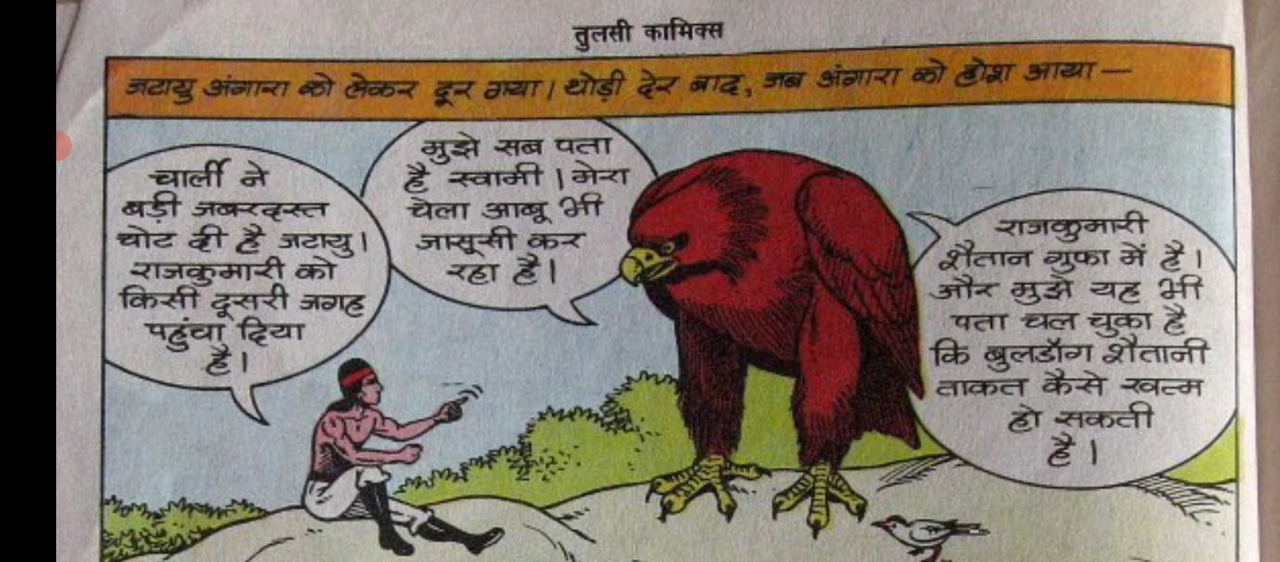 तुलसी कामिक्स
जटायु अंगारा को लेकर दूर गया। थोड़ी देर बाद, जब अंगारा को होश आया—
चार्ली ने
बड़ी जबरदस्त
चोट दी है जटायु।
राजकुमारी को
किसी दूसरी जगह
पहुंचा दिया
है।
मुझे सब पता
है स्वामी। मेरा
चेला आबू भी
जासूसी कर
रहा है।
राजकुमारी
शैतान गुफा में है।
और मुझे यह भी
पता चल चुका है
कि बुलडॉग शैतानी
ताकत कैसे खत्म
हो सकती
है।